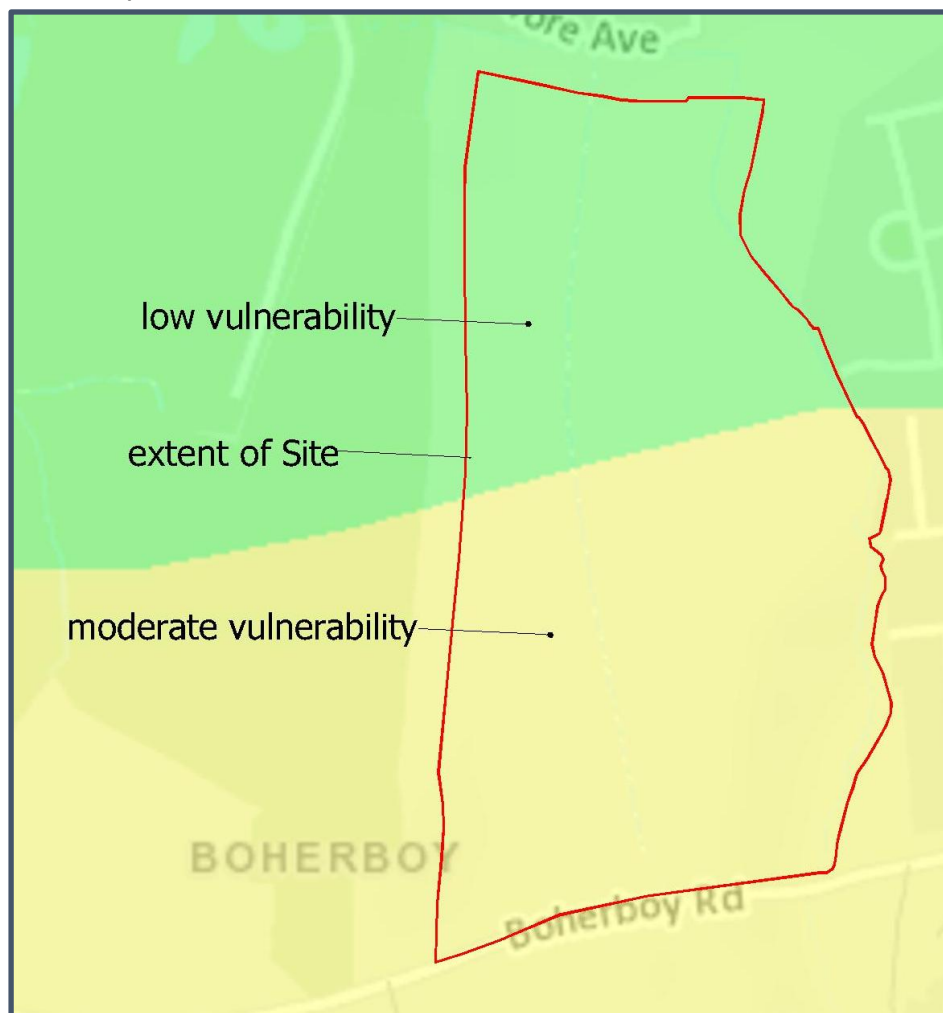 ore Ave
low vulnerability
extent of Site
moderate vulnerability
BOHERBOY
Boherboy Rd